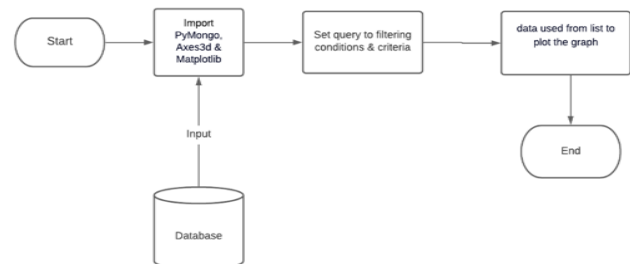 Start
Import
PyMongo,
Axes3d &
Matplotlib
Set query to filtering
conditions & criteria
data used from list to
plot the graph
Input
End
Database